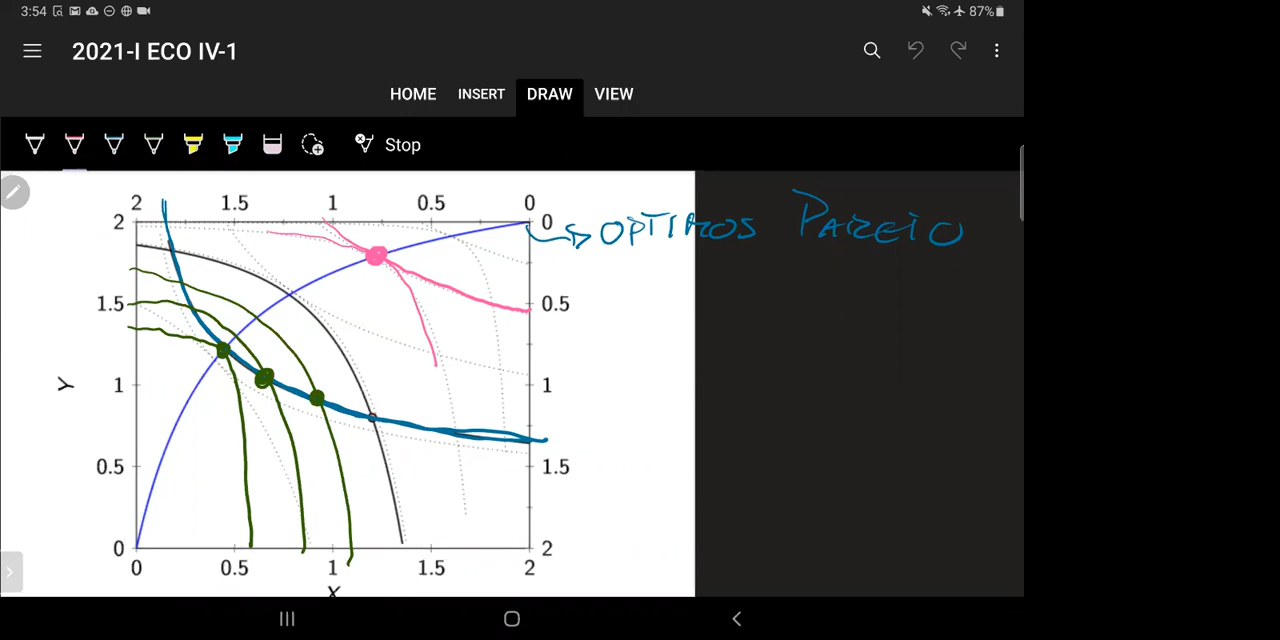 3:54 87%
2021-I ECO IV-1
HOME INSERT DRAW VIEW
Stop
2 1.5 1 0.5 0
2 0 OPTIMOS PARETO
1.5 0.5
Y 1 1
0.5 1.5
0 2
0 0.5 1 1.5 2
X